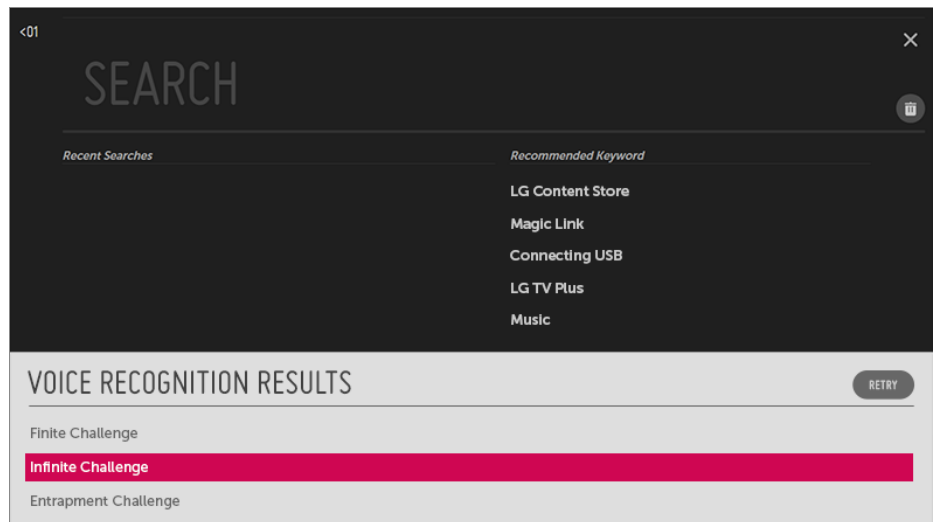 <01
SEARCH
Recent Searches
Recommended Keyword
LG Content Store
Magic Link
Connecting USB
LG TV Plus
Music
VOICE RECOGNITION RESULTS
RETRY
Finite Challenge
Infinite Challenge
Entrapment Challenge